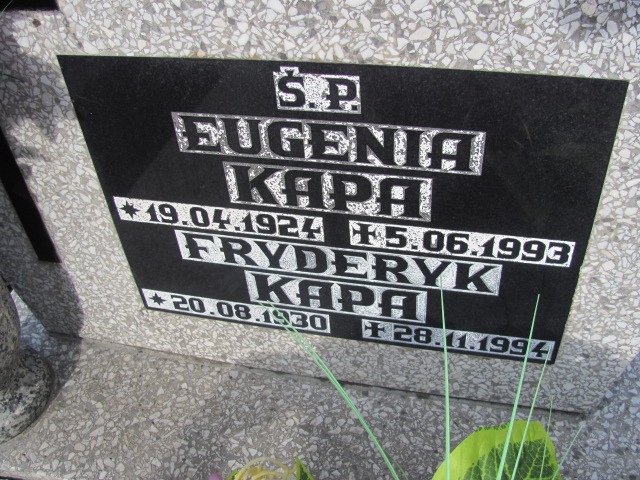 Ś.P.
EUGENIA
KAPA
* 19.04.1924 ✝ 5.06.1993
FRYDERYK
KAPA
* 20.08.1930 ✝ 28.11.1994